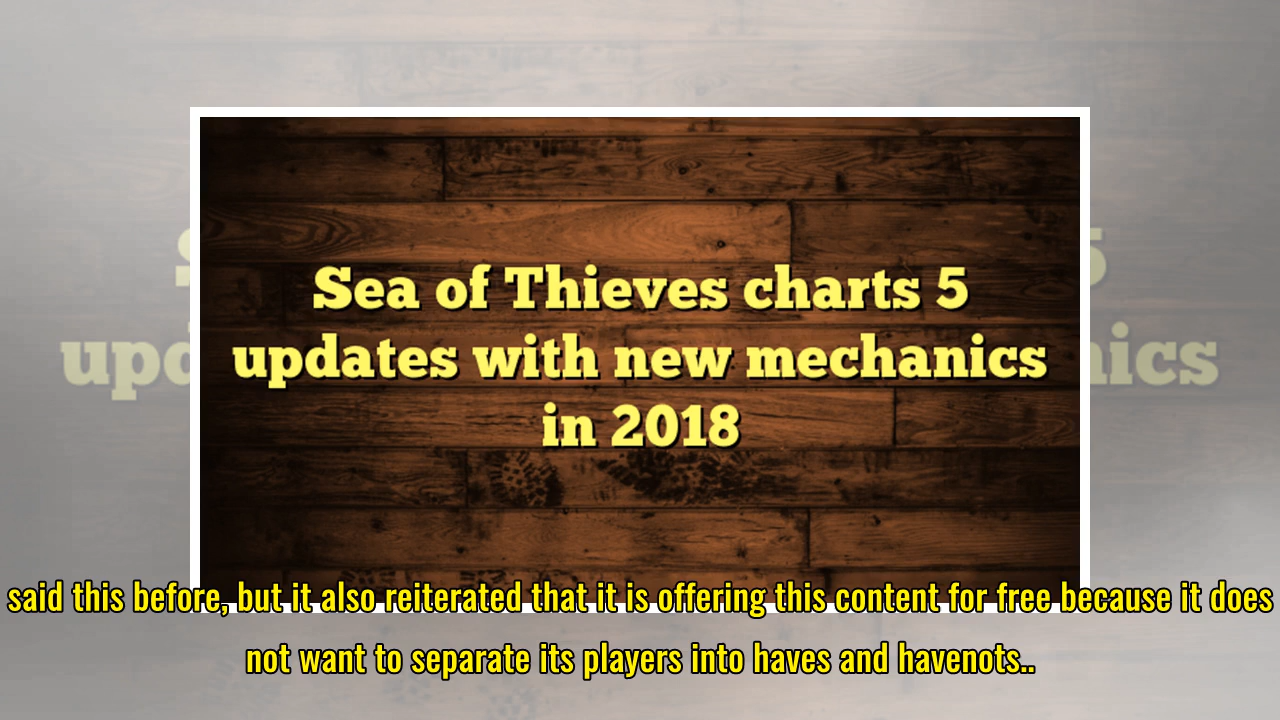 Sea of Thieves charts 5
updates with new mechanics
in 2018
said this before, but it also reiterated that it is offering this content for free because it does
not want to separate its players into haves and havenots..